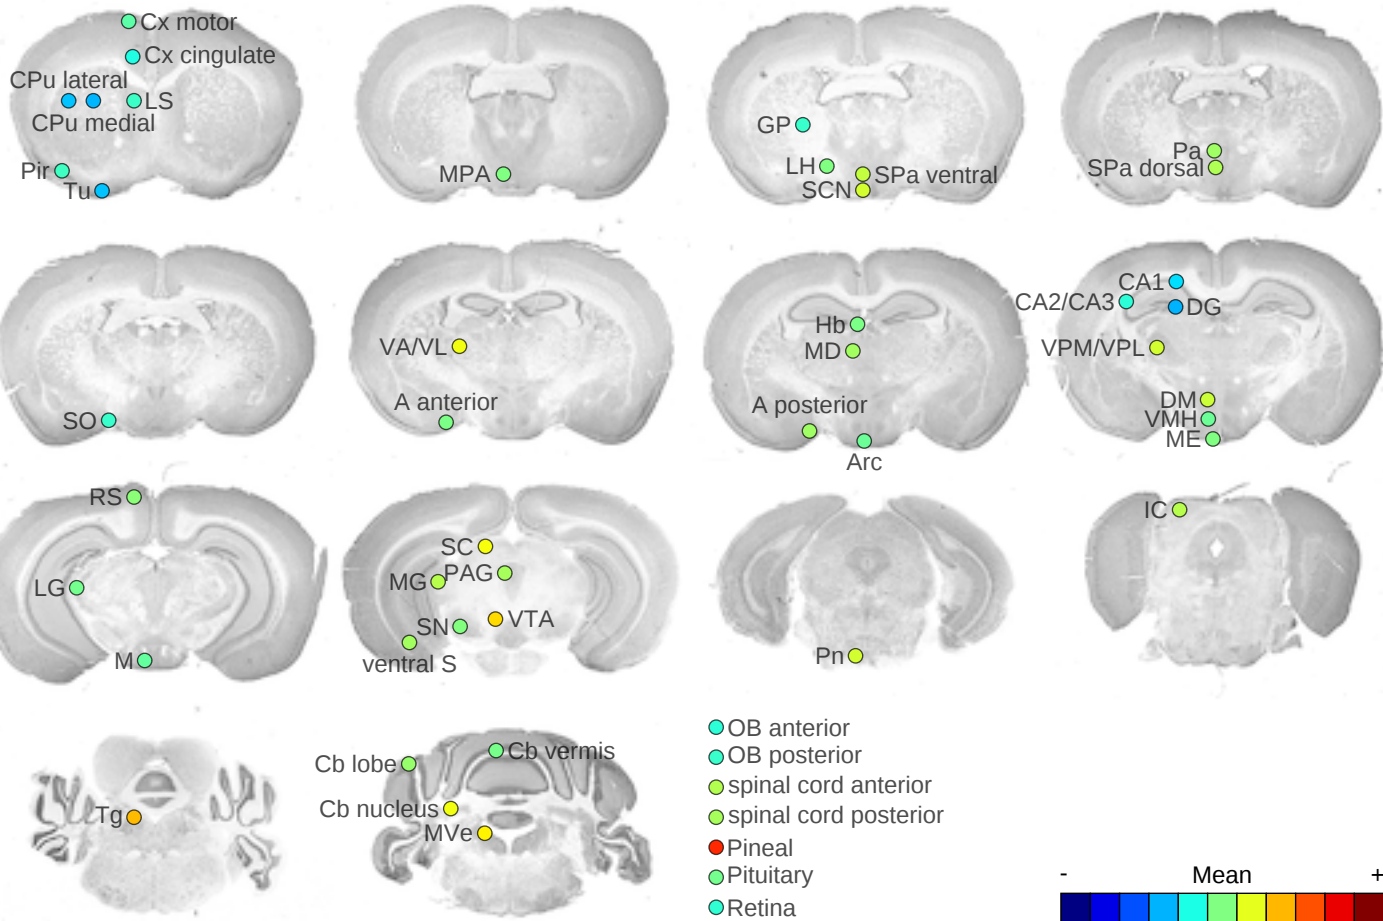 Cx motor
Cx cingulate
CPu lateral
LS
CPu medial
Pir
Tu
MPA
GP
LH
SPa ventral
SCN
Pa
SPa dorsal
SO
VA/VL
A anterior
Hb
MD
A posterior
Arc
CA1
CA2/CA3
DG
VPM/VPL
DM
VMH
ME
RS
LG
M
SC
MG
PAG
SN
VTA
ventral S
Pn
IC
Tg
Cb lobe
Cb vermis
Cb nucleus
MVe
OB anterior
OB posterior
spinal cord anterior
spinal cord posterior
Pineal
Pituitary
Retina
- Mean +